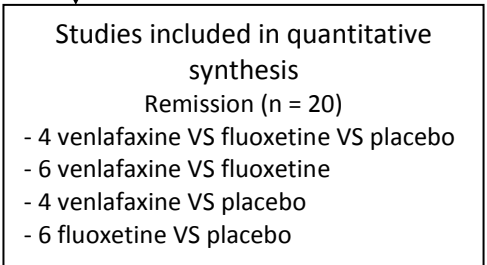 Studies included in quantitative
synthesis
Remission (n = 20)
- 4 venlafaxine VS fluoxetine VS placebo
- 6 venlafaxine VS fluoxetine
- 4 venlafaxine VS placebo
- 6 fluoxetine VS placebo